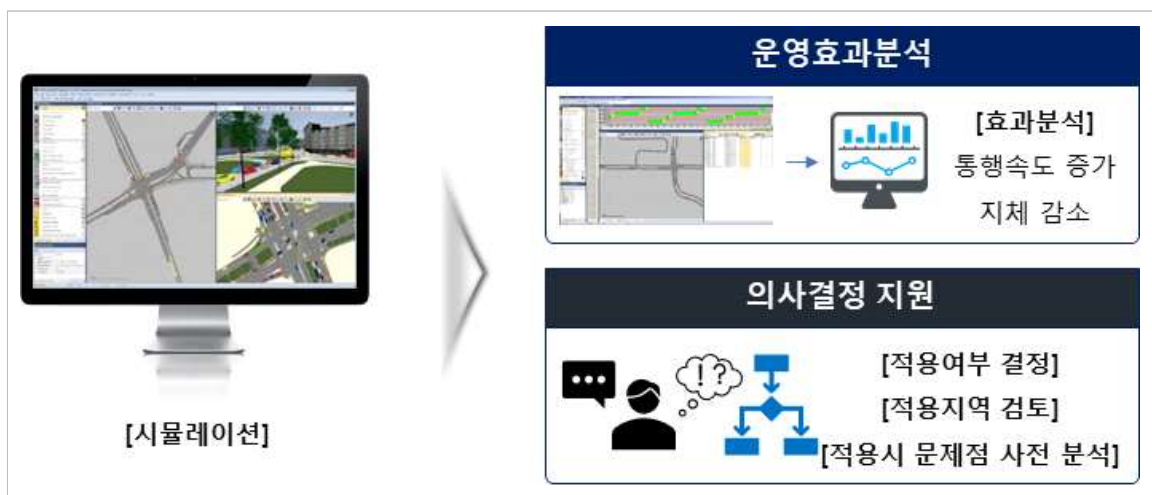 운영효과분석
[효과분석]
통행속도 증가
지체 감소
의사결정 지원
!?
[적용여부 결정]
[적용지역 검토]
[적용시 문제점 사전 분석]
[시뮬레이션]